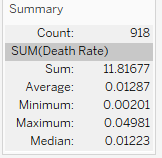 Summary
Count: 918
SUM(Death Rate)
Sum: 11.81677
Average: 0.01287
Minimum: 0.00201
Maximum: 0.04981
Median: 0.01223